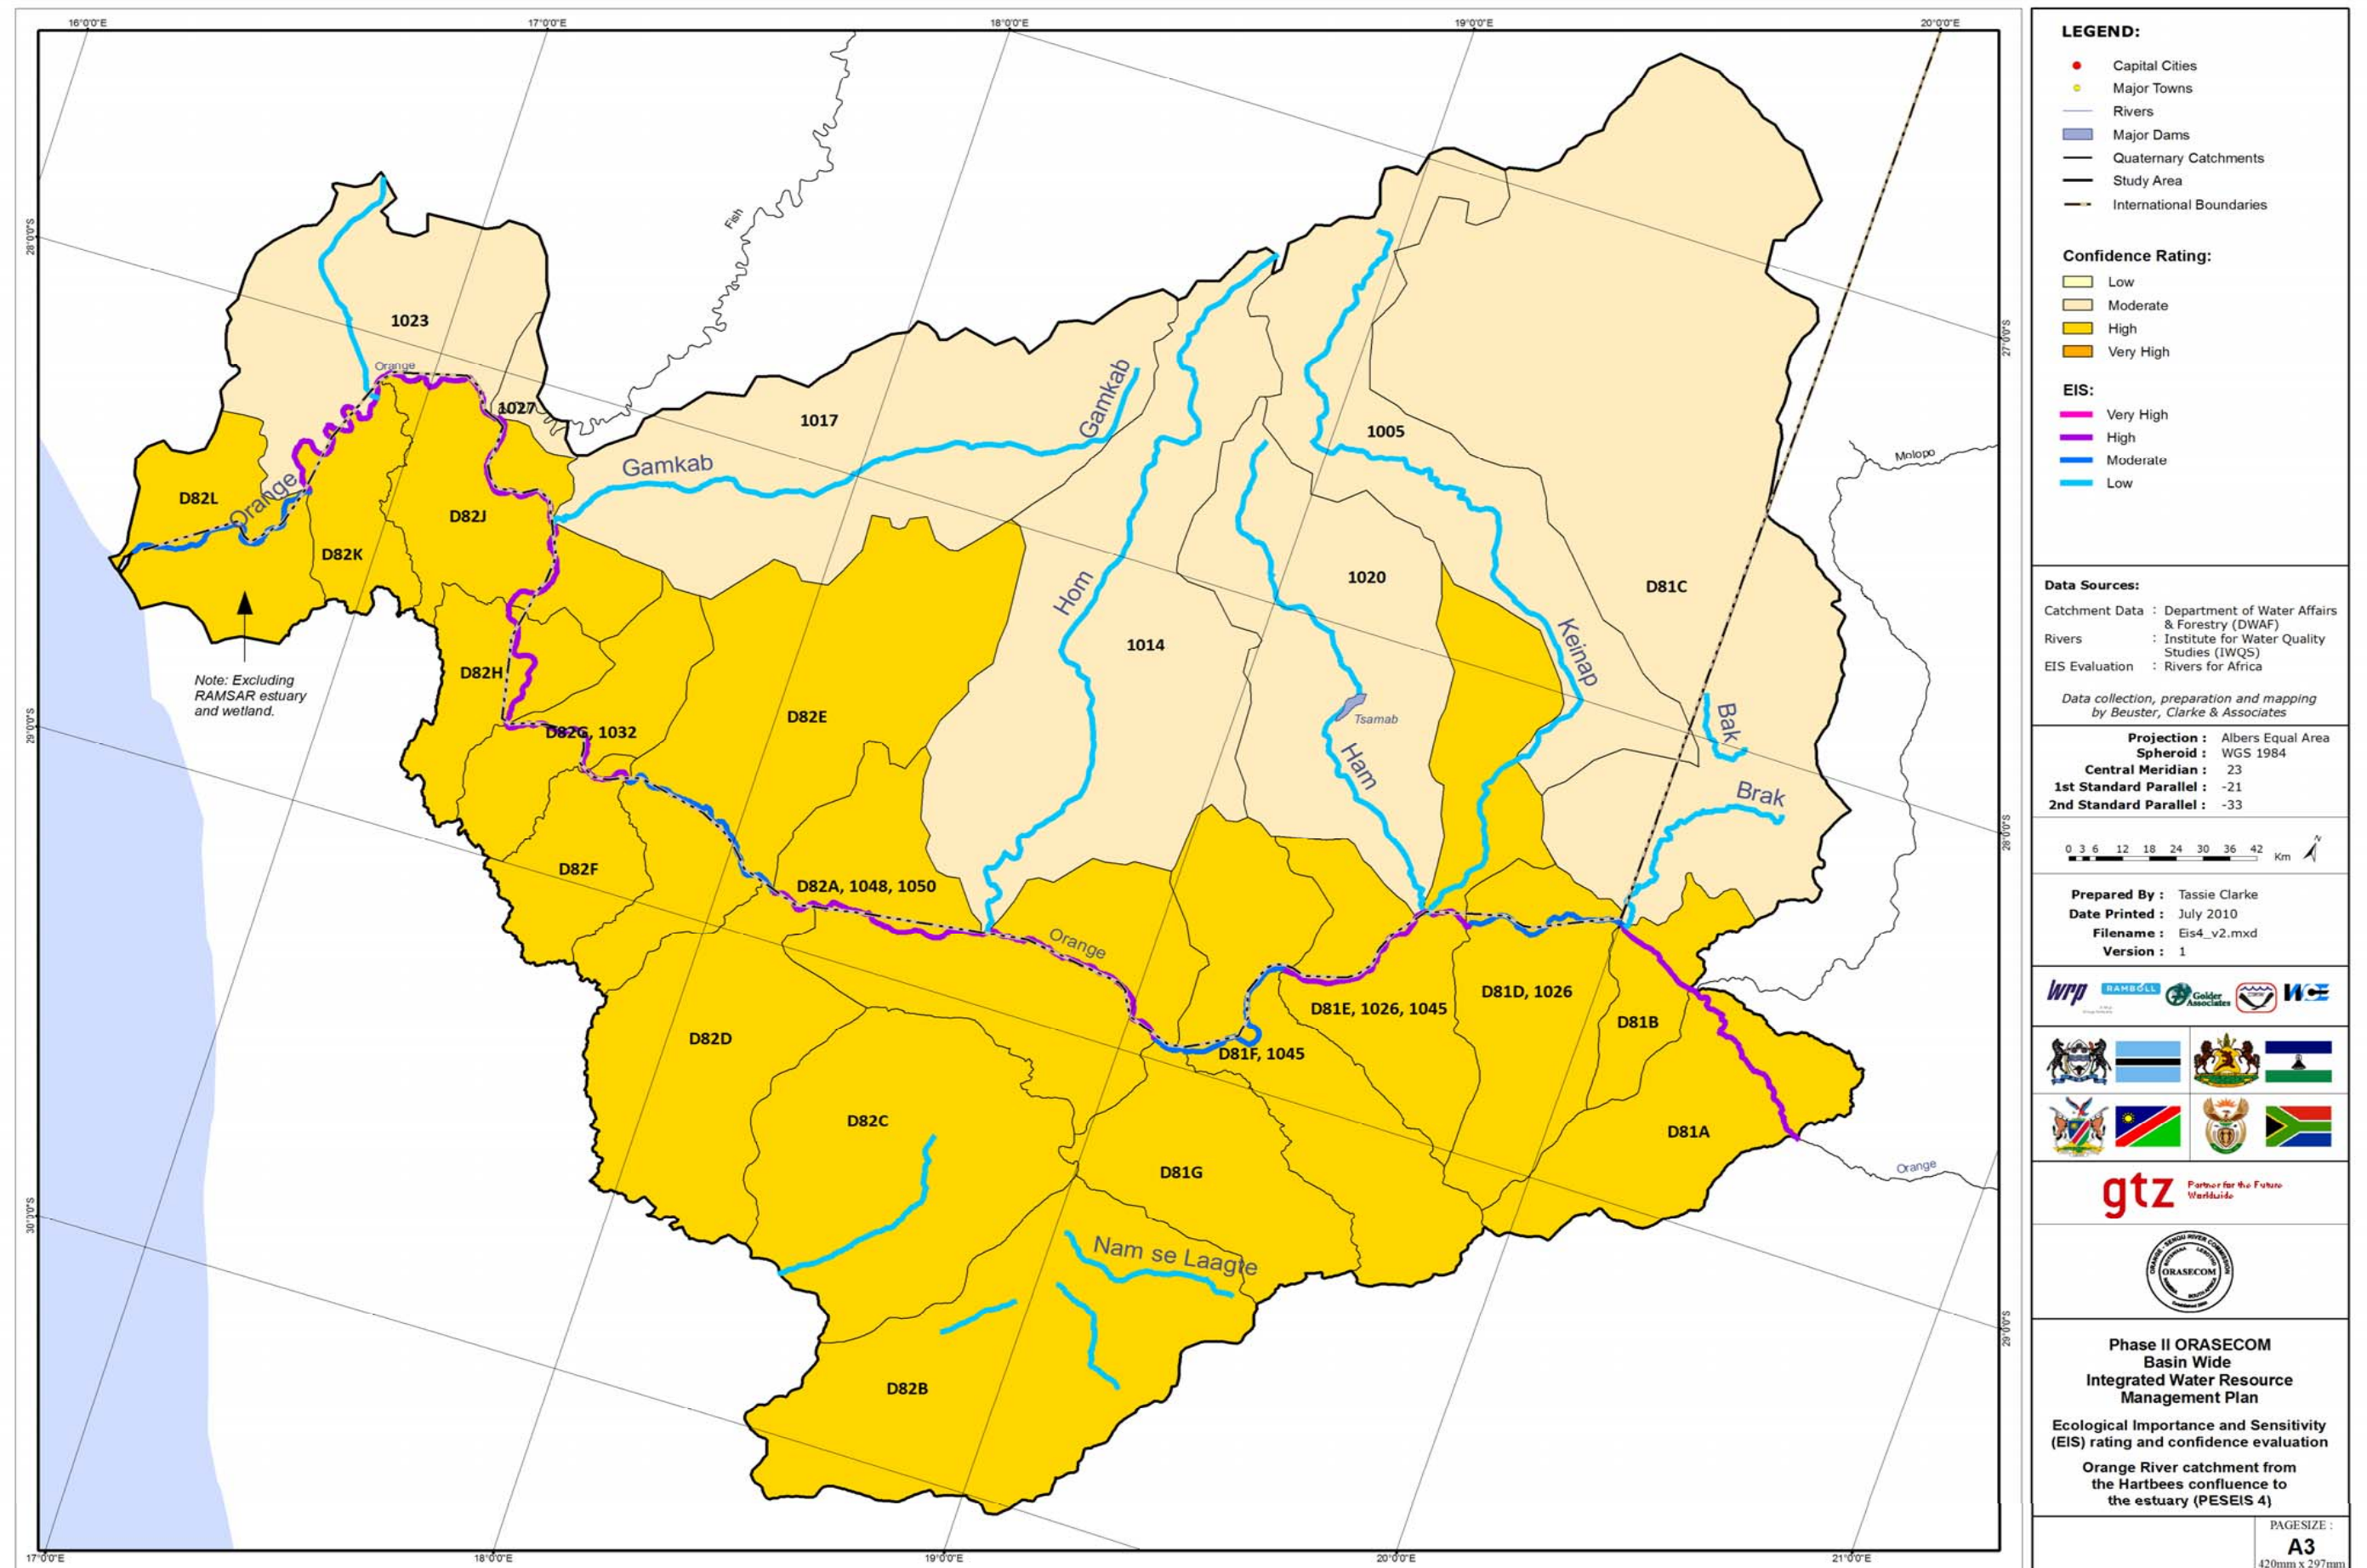 16°0'0"E
17°0'0"E
18°0'0"E
19°0'0"E
20°0'0"E
28°0'0"S
29°0'0"S
30°0'0"S
27°0'0"S
28°0'0"S
29°0'0"S
17°0'0"E
18°0'0"E
19°0'0"E
20°0'0"E
21°0'0"E
Fish
1023
Orange
1027
1017
Gamkab
Gamkab
1005
Molopo
D82L
Orange
D82J
D82K
Hom
1020
D81C
1014
Keinap
D82H
Note: Excluding
RAMSAR estuary
and wetland.
D82E
Tsamab
Bak
D82G, 1032
Ham
Brak
D82F
D82A, 1048, 1050
Orange
D81D, 1026
D81E, 1026, 1045
D81B
D82D
D81F, 1045
D82C
D81A
D81G
Orange
Nam se Laagte
D82B
LEGEND:
Capital Cities
Major Towns
Rivers
Major Dams
Quaternary Catchments
Study Area
International Boundaries
Confidence Rating:
Low
Moderate
High
Very High
EIS:
Very High
High
Moderate
Low
Data Sources:
Catchment Data : Department of Water Affairs
& Forestry (DWAF)
Rivers : Institute for Water Quality
Studies (IWQS)
EIS Evaluation : Rivers for Africa
Data collection, preparation and mapping
by Beuster, Clarke & Associates
Projection : Albers Equal Area
Spheroid : WGS 1984
Central Meridian : 23
1st Standard Parallel : -21
2nd Standard Parallel : -33
0 3 6 12 18 24 30 36 42 Km
N
Prepared By : Tassie Clarke
Date Printed : July 2010
Filename : Eis4_v2.mxd
Version : 1
wrp
RAMBOLL
Golder
Associates
WCE
gtz
Partner for the Future
Worldwide
ORANGE - SENQU RIVER COMMISSION
ORASECOM
Phase II ORASECOM
Basin Wide
Integrated Water Resource
Management Plan
Ecological Importance and Sensitivity
(EIS) rating and confidence evaluation
Orange River catchment from
the Hartbees confluence to
the estuary (PESEIS 4)
PAGESIZE :
A3
420mm x 297mm